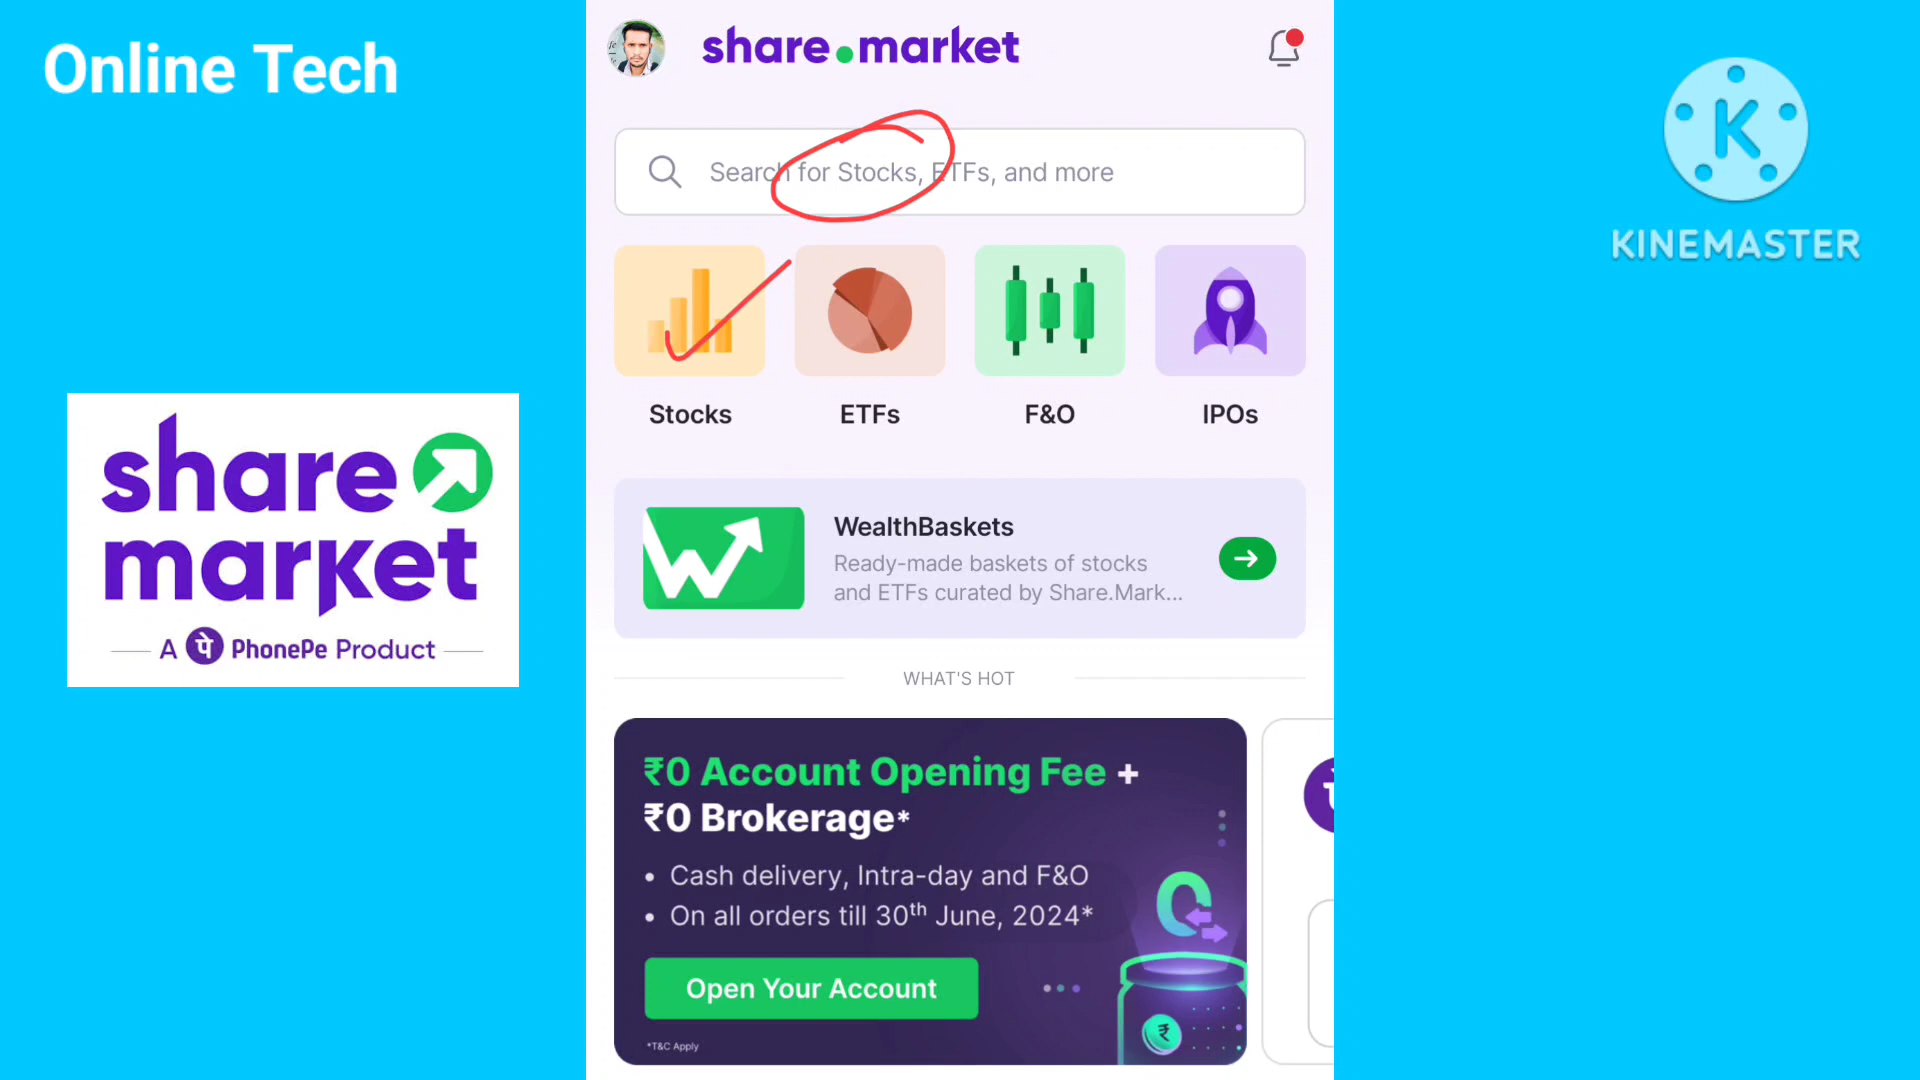 Online Tech
share market
A पे PhonePe Product
share.market
Search for Stocks, ETFs, and more
Stocks
ETFs
F&O
IPOs
WealthBaskets
Ready-made baskets of stocks
and ETFs curated by Share.Mark...
WHAT'S HOT
₹0 Account Opening Fee +
₹0 Brokerage*
• Cash delivery, Intra-day and F&O
• On all orders till 30th June, 2024*
Open Your Account
*T&C Apply
K
KINEMASTER